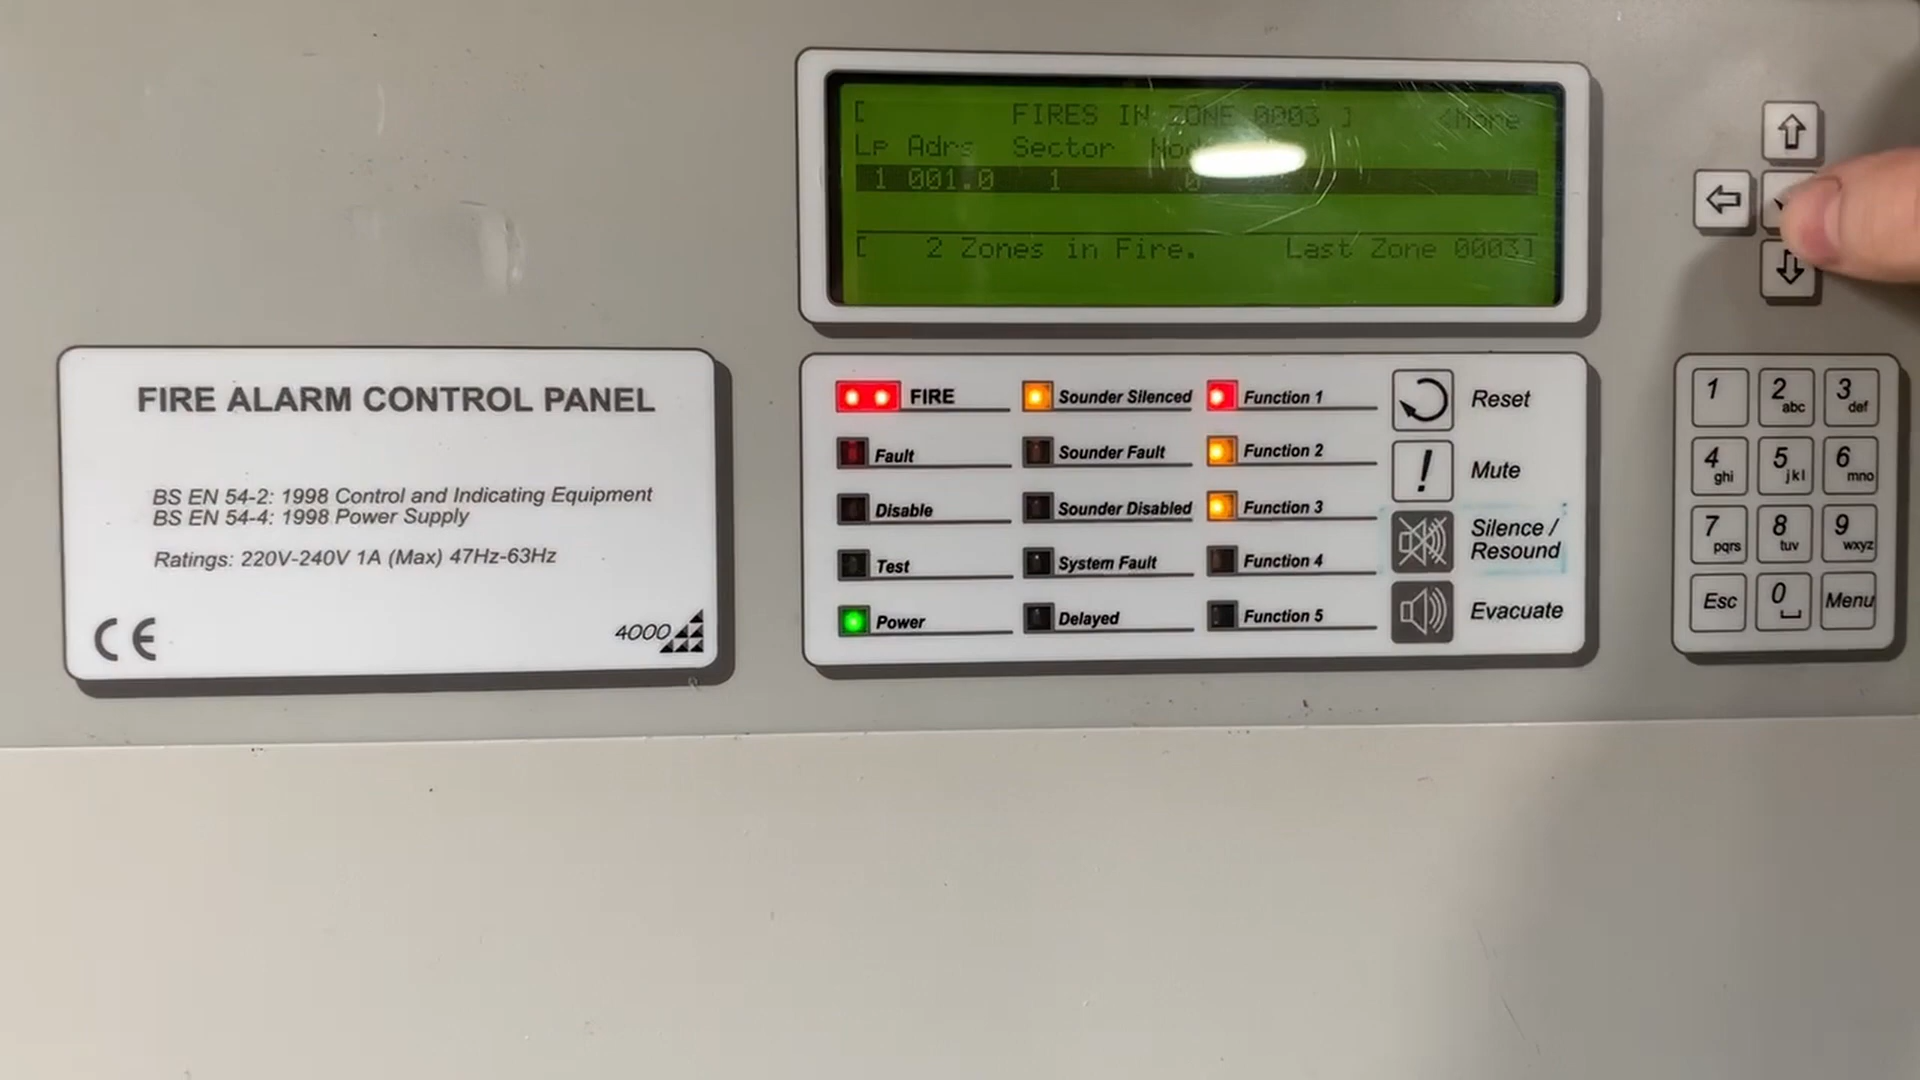 [ FIRES IN ZONE 0003 ] <More
Lp Adrs Sector
1 001.0 1 0
[ 2 Zones in Fire. Last Zone 0003]
FIRE ALARM CONTROL PANEL
BS EN 54-2: 1998 Control and Indicating Equipment
BS EN 54-4: 1998 Power Supply
Ratings: 220V-240V 1A (Max) 47Hz-63Hz
CE
4000
FIRE
Fault
Disable
Test
Power
Sounder Silenced
Sounder Fault
Sounder Disabled
System Fault
Delayed
Function 1
Function 2
Function 3
Function 4
Function 5
Reset
! Mute
Silence /
Resound
Evacuate
1 2 abc 3 def
4 ghi 5 jkl 6 mno
7 pqrs 8 tuv 9 wxyz
Esc 0 Menu